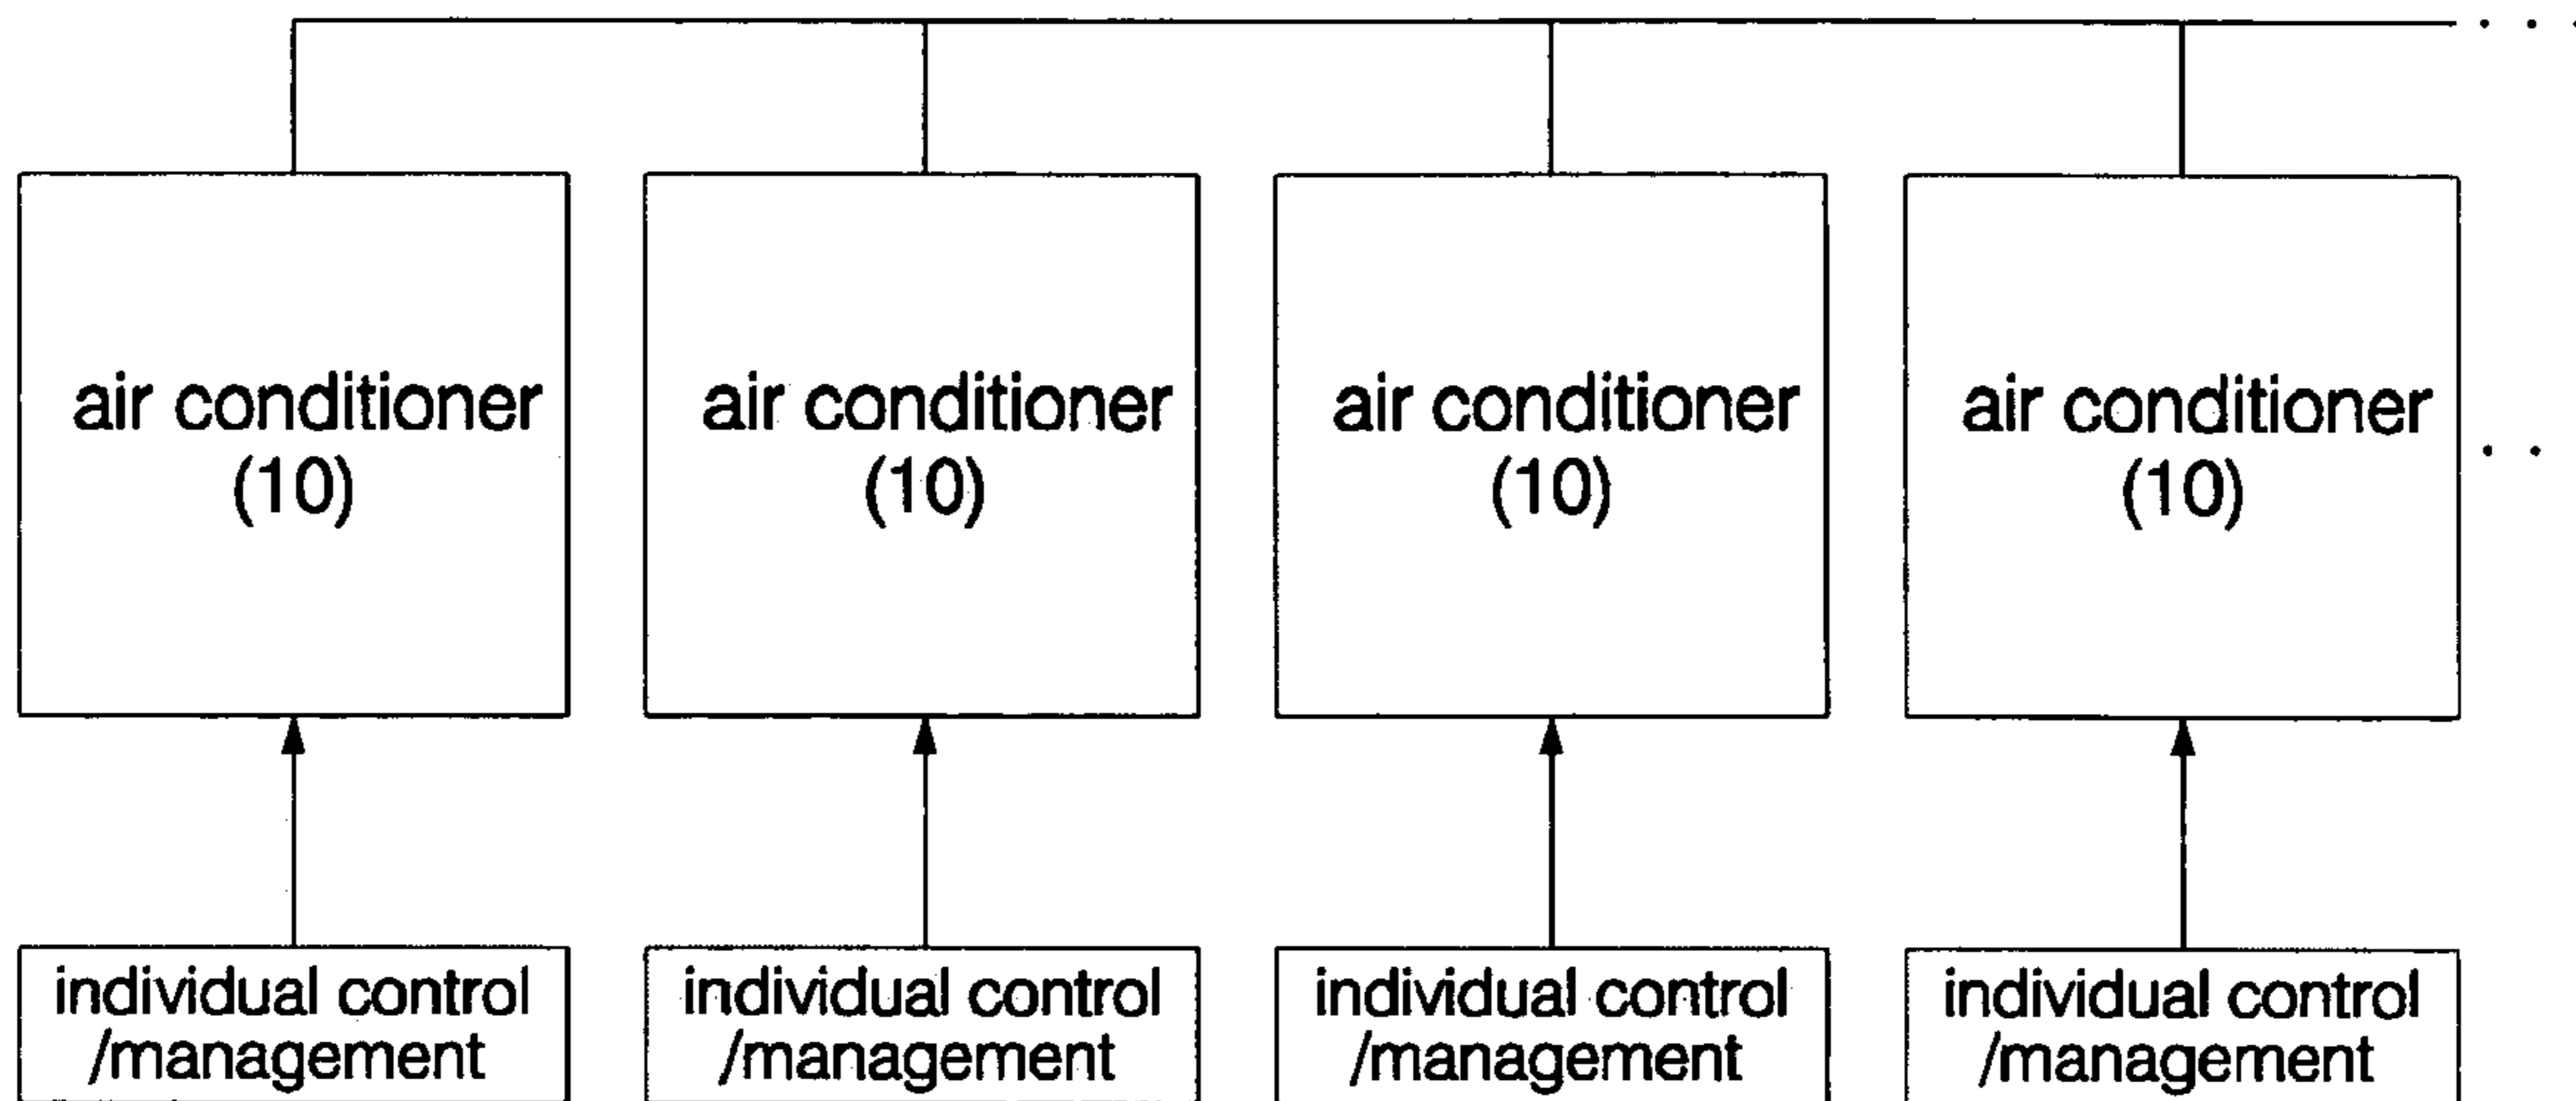 air conditioner
(10)
air conditioner
(10)
air conditioner
(10)
air conditioner
(10)
individual control
/management
individual control
/management
individual control
/management
individual control
/management